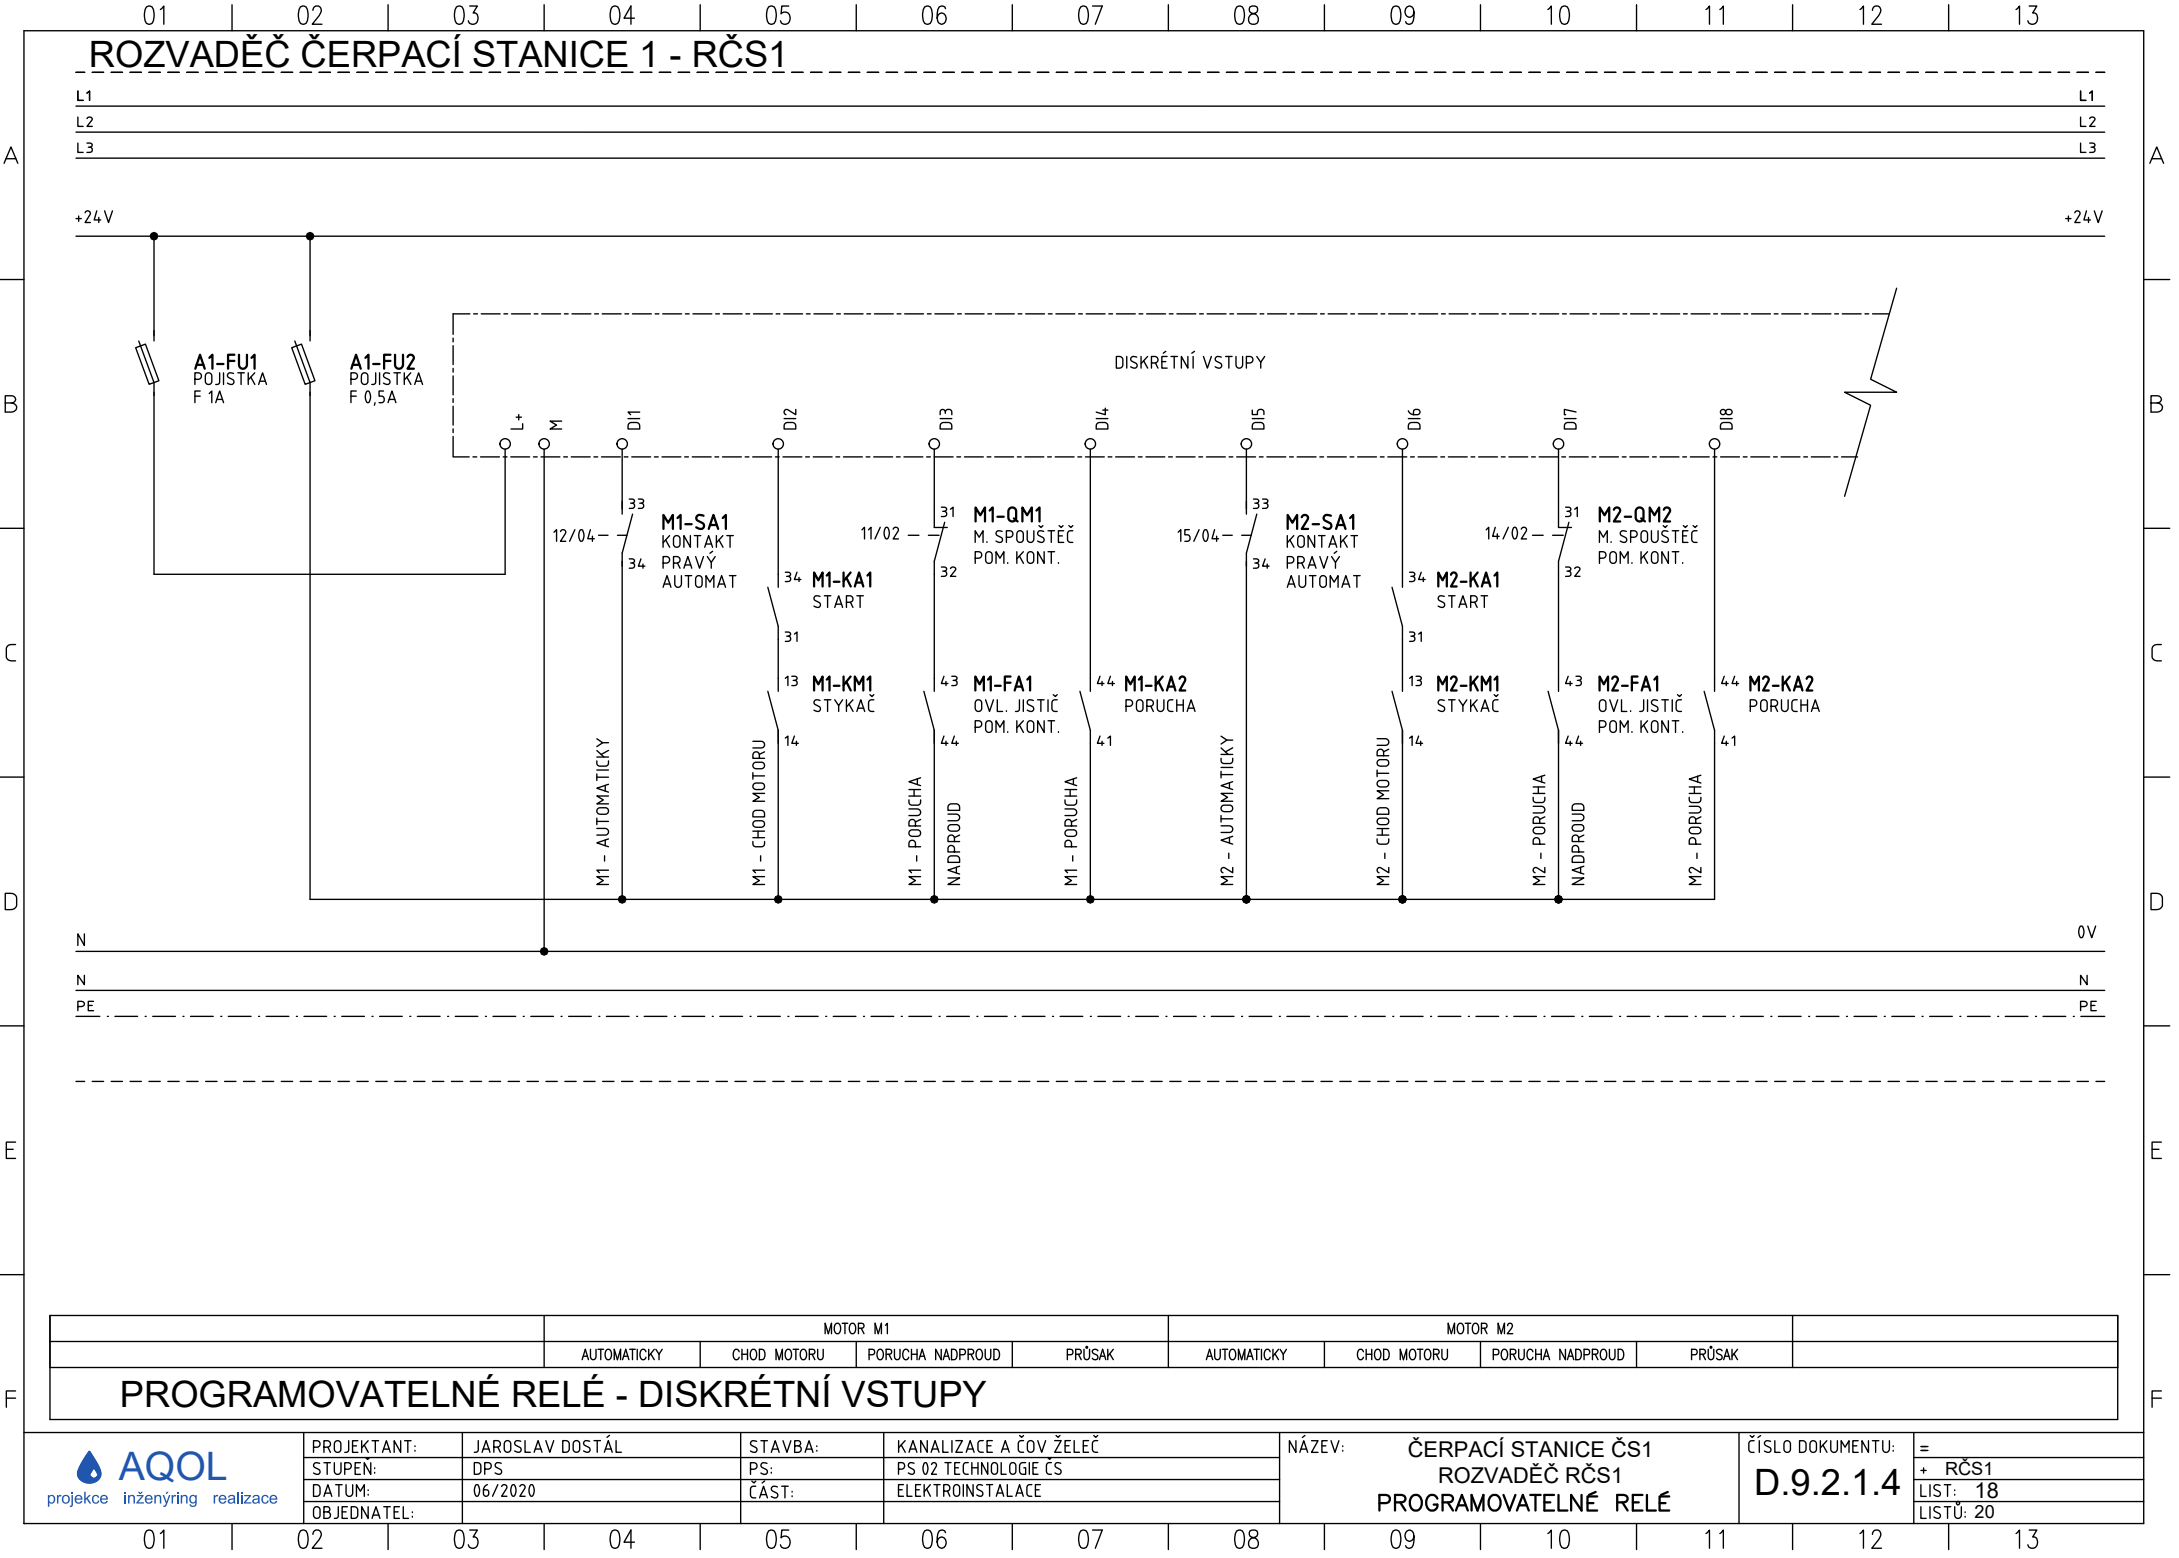 01 02 03 04 05 06 07 08 09 10 11 12 13
ROZVADĚČ ČERPACÍ STANICE 1 - RČS1
L1 L1
L2 L2
L3 L3
A A
+24V +24V
DISKRÉTNÍ VSTUPY
A1-FU1
POJISTKA
F 1A
A1-FU2
POJISTKA
F 0,5A
B B
L+ M DI1 DI2 DI3 DI4 DI5 DI6 DI7 DI8
33
12/04
34
M1-SA1
KONTAKT
PRAVÝ
AUTOMAT
34
31
M1-KA1
START
13
14
M1-KM1
STYKAČ
31
11/02
32
M1-QM1
M. SPOUŠTĚČ
POM. KONT.
43
44
M1-FA1
OVL. JISTIČ
POM. KONT.
44
41
M1-KA2
PORUCHA
33
15/04
34
M2-SA1
KONTAKT
PRAVÝ
AUTOMAT
34
31
M2-KA1
START
13
14
M2-KM1
STYKAČ
31
14/02
32
M2-QM2
M. SPOUŠTĚČ
POM. KONT.
43
44
M2-FA1
OVL. JISTIČ
POM. KONT.
44
41
M2-KA2
PORUCHA
C C
M1 - AUTOMATICKY
M1 - CHOD MOTORU
M1 - PORUCHA
NADPROUD
M1 - PORUCHA
M2 - AUTOMATICKY
M2 - CHOD MOTORU
M2 - PORUCHA
NADPROUD
M2 - PORUCHA
D D
N 0V
N N
PE PE
E E
MOTOR M1 MOTOR M2
AUTOMATICKY CHOD MOTORU PORUCHA NADPROUD PRŮSAK AUTOMATICKY CHOD MOTORU PORUCHA NADPROUD PRŮSAK
PROGRAMOVATELNÉ RELÉ - DISKRÉTNÍ VSTUPY
F F
AQOL
projekce inženýring realizace
PROJEKTANT: JAROSLAV DOSTÁL
STUPEŇ: DPS
DATUM: 06/2020
OBJEDNATEL:
STAVBA: KANALIZACE A ČOV ŽELEČ
PS: PS 02 TECHNOLOGIE ČS
ČÁST: ELEKTROINSTALACE
NÁZEV: ČERPACÍ STANICE ČS1
ROZVADĚČ RČS1
PROGRAMOVATELNÉ RELÉ
ČÍSLO DOKUMENTU:
D.9.2.1.4
=
+ RČS1
LIST: 18
LISTŮ: 20
01 02 03 04 05 06 07 08 09 10 11 12 13